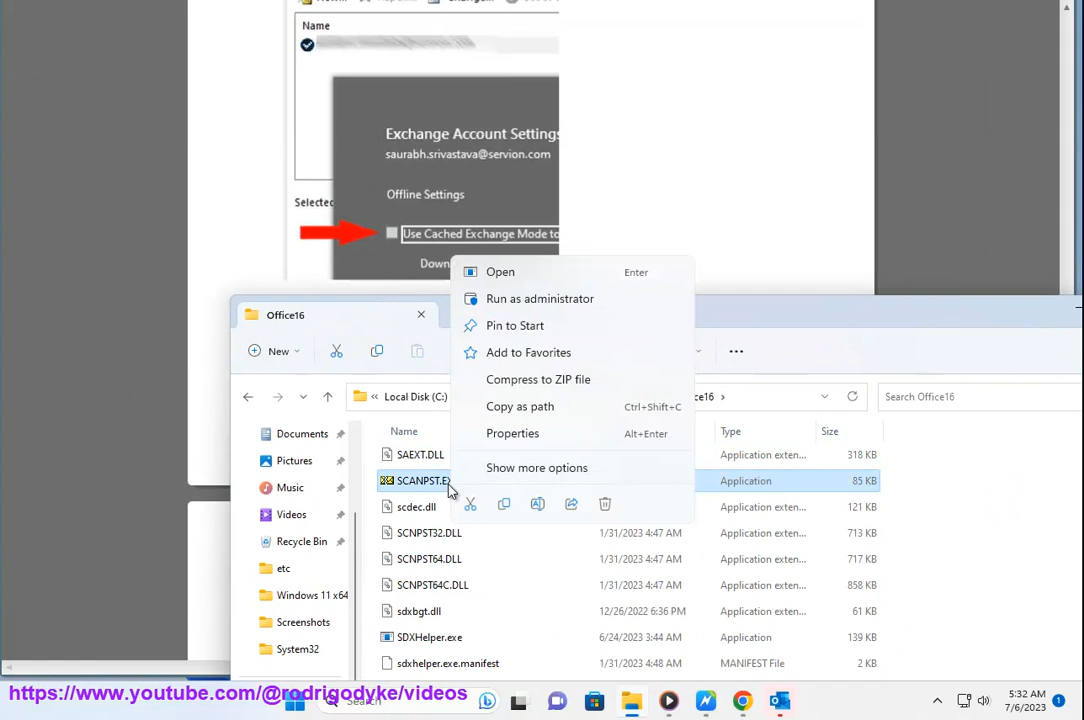 Name
Exchange Account Settings
saurabh.srivastava@servion.com
Offline Settings
Selected
Use Cached Exchange Mode to
Down
Open Enter
Run as administrator
Pin to Start
Add to Favorites
Compress to ZIP file
Copy as path Ctrl+Shift+C
Properties Alt+Enter
Show more options
Office16
New
« Local Disk (C:) ce16 › Search Office16
Documents
Pictures
Music
Videos
Recycle Bin
etc
Windows 11 x64
Screenshots
System32
Name Type Size
SAEXT.DLL Application exten... 318 KB
SCANPST.EX Application 85 KB
scdec.dll Application exten... 121 KB
SCNPST32.DLL 1/31/2023 4:47 AM Application exten... 717 KB
SCNPST64.DLL 1/31/2023 4:47 AM Application exten... 713 KB
SCNPST64C.DLL 1/31/2023 4:47 AM Application exten... 858 KB
sdxbgt.dll 12/26/2022 6:36 PM Application exten... 61 KB
SDXHelper.exe 6/24/2023 3:44 AM Application 139 KB
sdxhelper.exe.manifest 1/31/2023 4:48 AM MANIFEST File 2 KB
https://www.youtube.com/@rodrigodyke/videos
Search
5:32 AM
7/6/2023
1